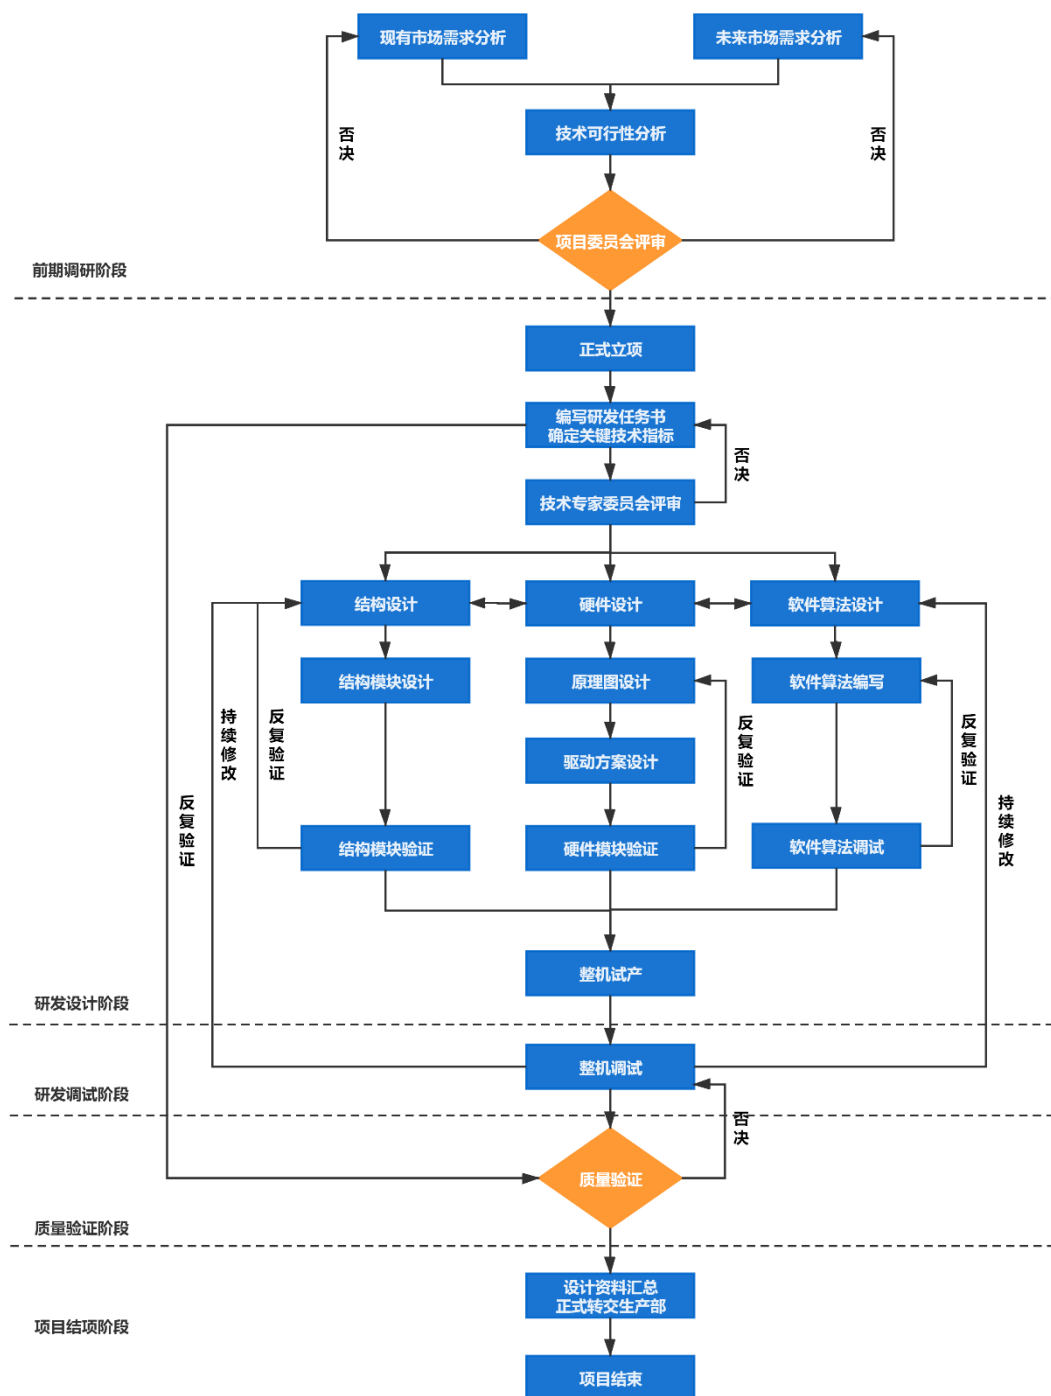 现有市场需求分析
未来市场需求分析
技术可行性分析
否决
否决
项目委员会评审
前期调研阶段
正式立项
编写研发任务书
确定关键技术指标
否决
技术专家委员会评审
结构设计
硬件设计
软件算法设计
结构模块设计
原理图设计
软件算法编写
持续修改
反复验证
反复验证
反复验证
驱动方案设计
反复验证
持续修改
结构模块验证
硬件模块验证
软件算法调试
整机试产
研发设计阶段
整机调试
研发调试阶段
否决
质量验证
质量验证阶段
设计资料汇总
正式转交生产部
项目结项阶段
项目结束